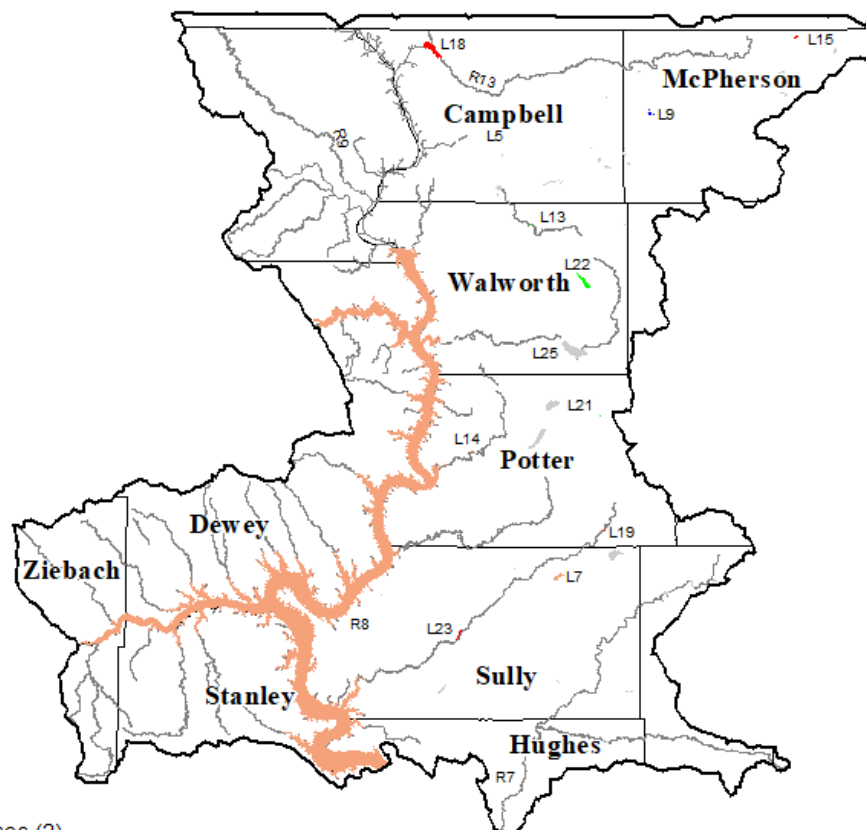 L18
L15
R13
McPherson
Campbell
L9
R9
L5
L13
L22
Walworth
L25
L21
L14
Potter
Dewey
L19
Ziebach
L7
R8
L23
Sully
Stanley
Hughes
R7